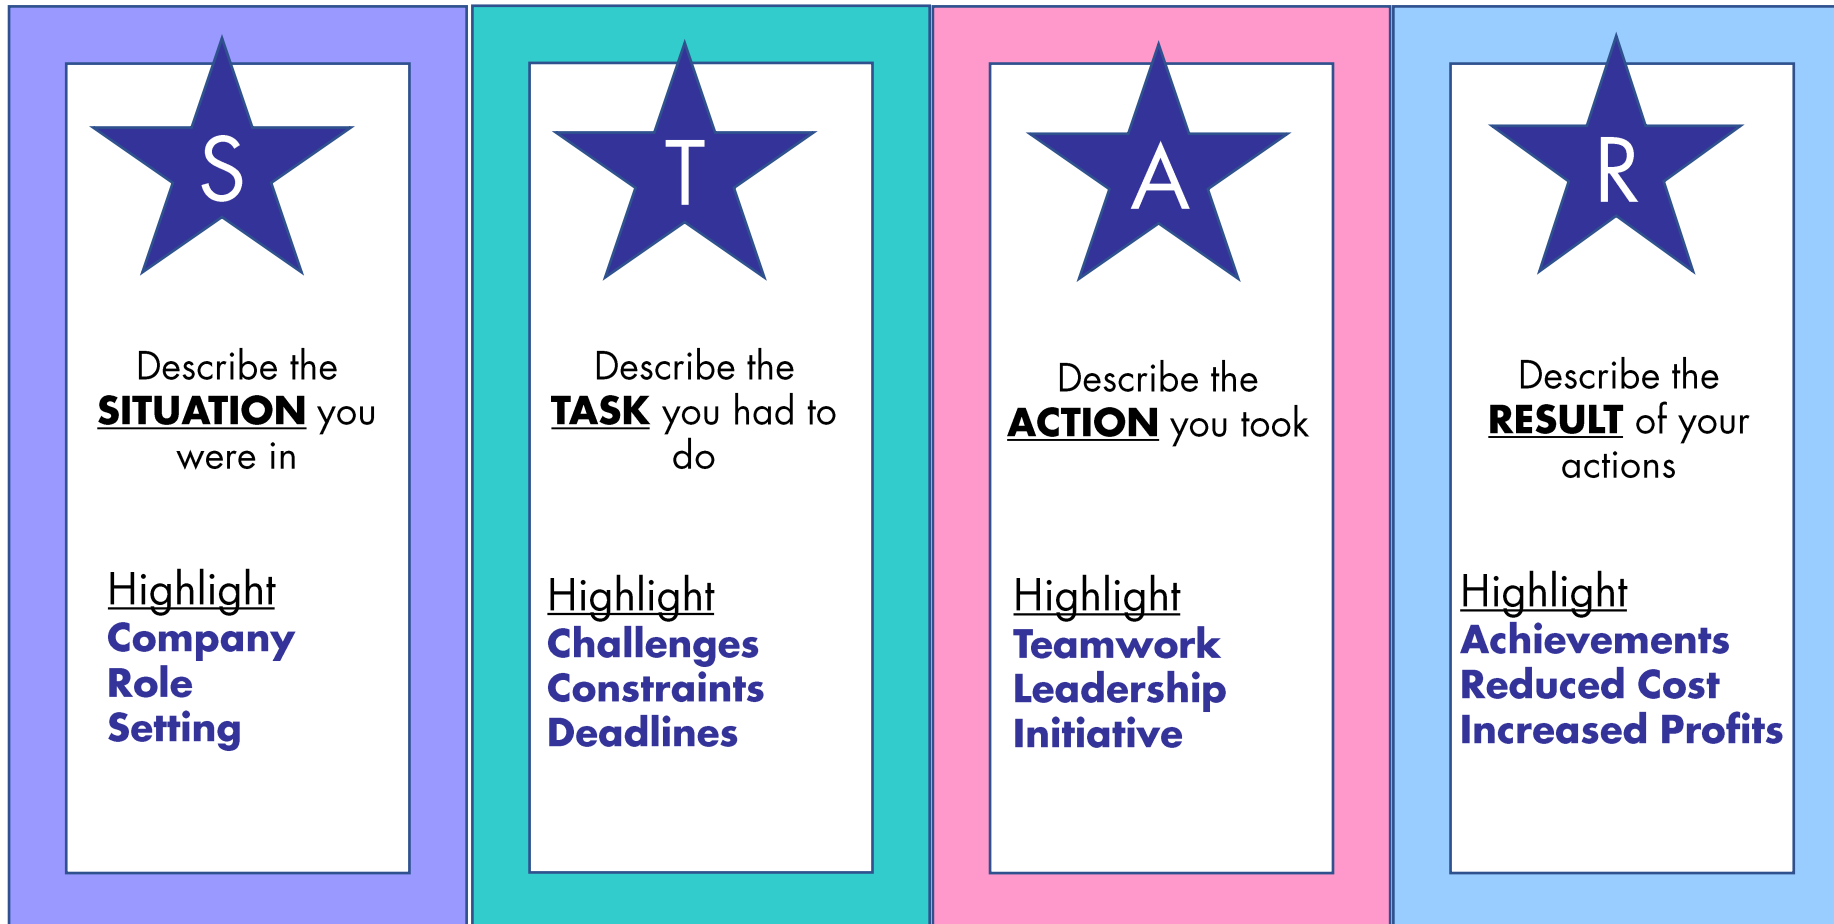 S
Describe the
SITUATION you
were in
Highlight
Company
Role
Setting
T
Describe the
TASK you had to
do
Highlight
Challenges
Constraints
Deadlines
A
Describe the
ACTION you took
Highlight
Teamwork
Leadership
Initiative
R
Describe the
RESULT of your
actions
Highlight
Achievements
Reduced Cost
Increased Profits